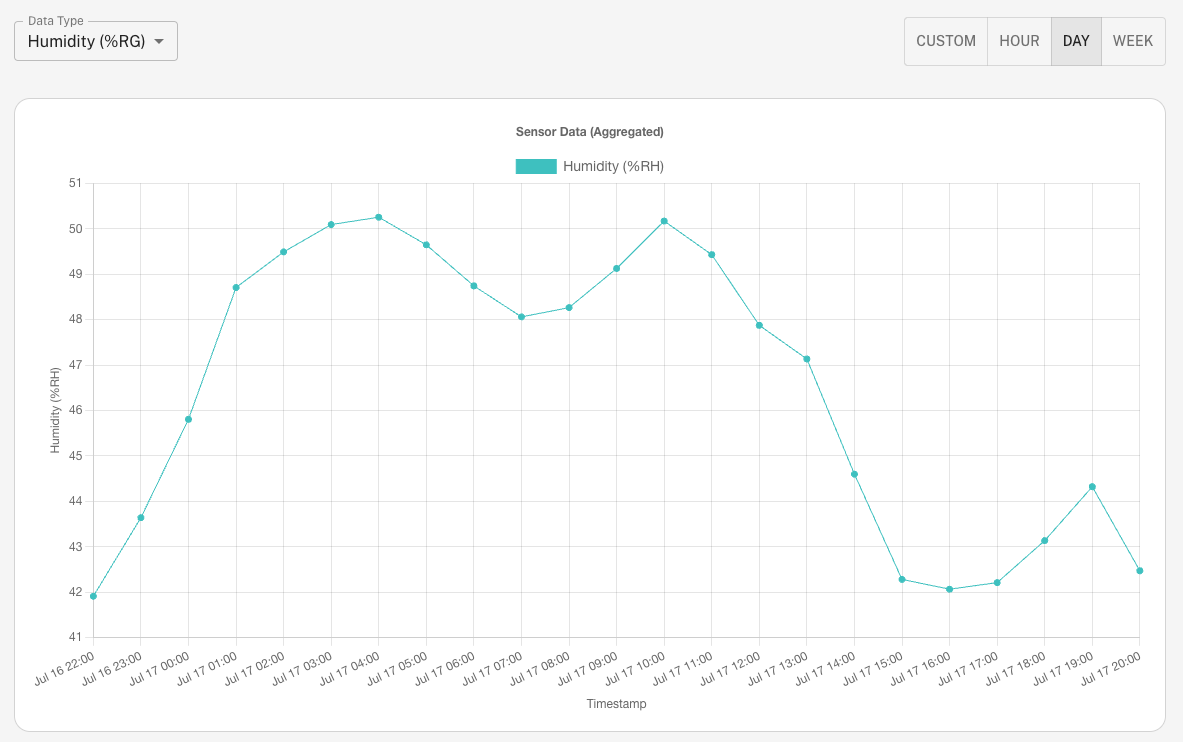 Data Type
Humidity (%RG)
CUSTOM HOUR DAY WEEK
Sensor Data (Aggregated)
Humidity (%RH)
51
50
49
48
47
46
45
44
43
42
41
Humidity (%RH)
Jul 16 22:00 Jul 16 23:00 Jul 17 00:00 Jul 17 01:00 Jul 17 02:00 Jul 17 03:00 Jul 17 04:00 Jul 17 05:00 Jul 17 06:00 Jul 17 07:00 Jul 17 08:00 Jul 17 09:00 Jul 17 10:00 Jul 17 11:00 Jul 17 12:00 Jul 17 13:00 Jul 17 14:00 Jul 17 15:00 Jul 17 16:00 Jul 17 17:00 Jul 17 18:00 Jul 17 19:00 Jul 17 20:00
Timestamp